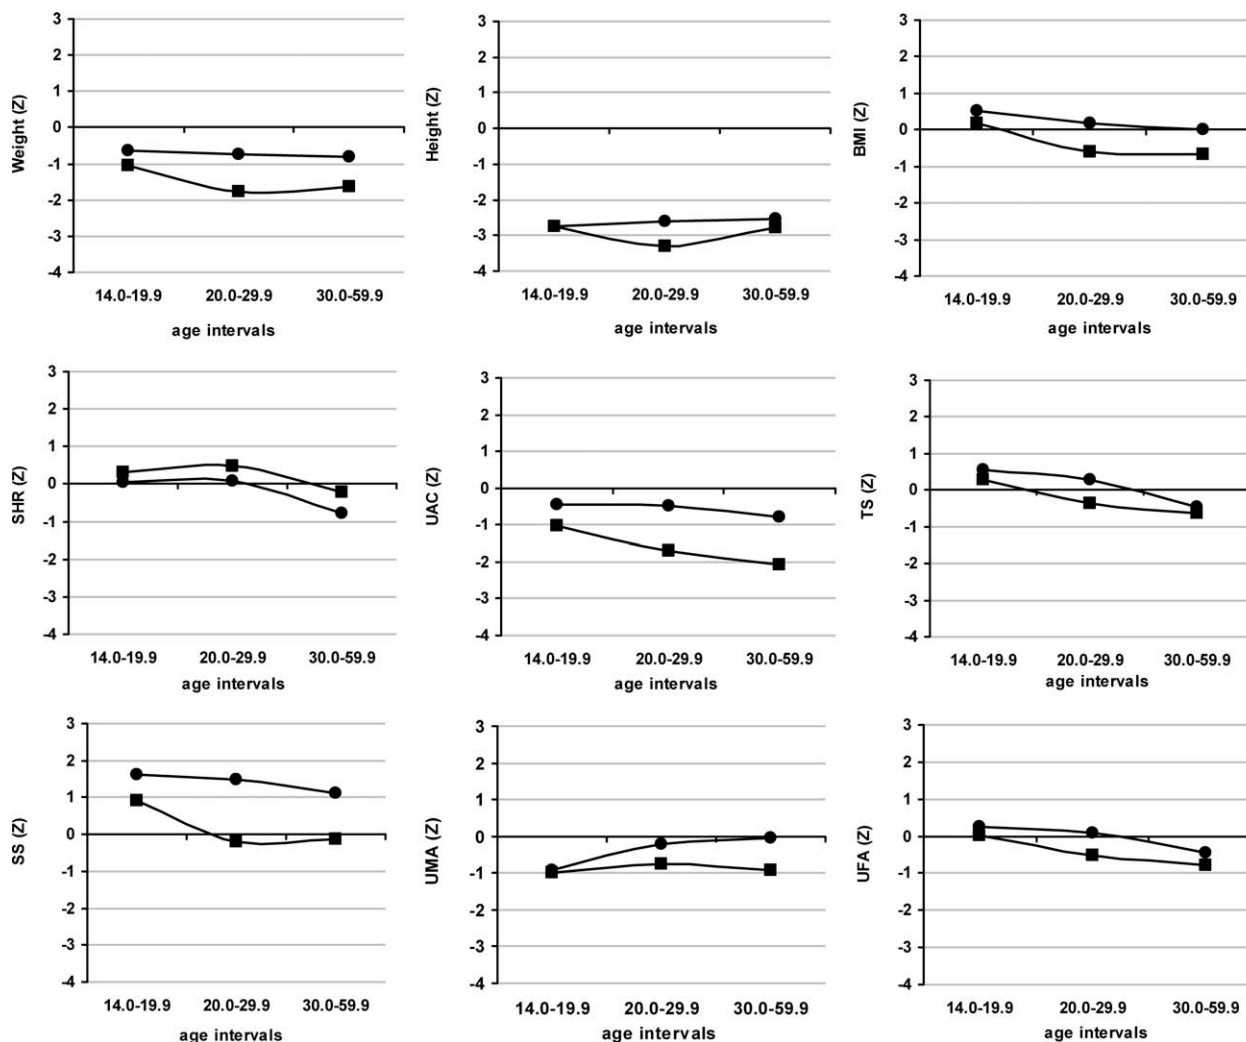 Weight (Z)
3
2
1
0
-1
-2
-3
-4
14.0-19.9 20.0-29.9 30.0-59.9
age intervals
Height (Z)
3
2
1
0
-1
-2
-3
-4
14.0-19.9 20.0-29.9 30.0-59.9
age intervals
BMI (Z)
3
2
1
0
-1
-2
-3
-4
14.0-19.9 20.0-29.9 30.0-59.9
age intervals
SHR (Z)
3
2
1
0
-1
-2
-3
-4
14.0-19.9 20.0-29.9 30.0-59.9
age intervals
UAC (Z)
3
2
1
0
-1
-2
-3
-4
14.0-19.9 20.0-29.9 30.0-59.9
age intervals
TS (Z)
3
2
1
0
-1
-2
-3
-4
14.0-19.9 20.0-29.9 30.0-59.9
age intervals
SS (Z)
3
2
1
0
-1
-2
-3
-4
14.0-19.9 20.0-29.9 30.0-59.9
age intervals
UMA (Z)
3
2
1
0
-1
-2
-3
-4
14.0-19.9 20.0-29.9 30.0-59.9
age intervals
UFA (Z)
3
2
1
0
-1
-2
-3
-4
14.0-19.9 20.0-29.9 30.0-59.9
age intervals